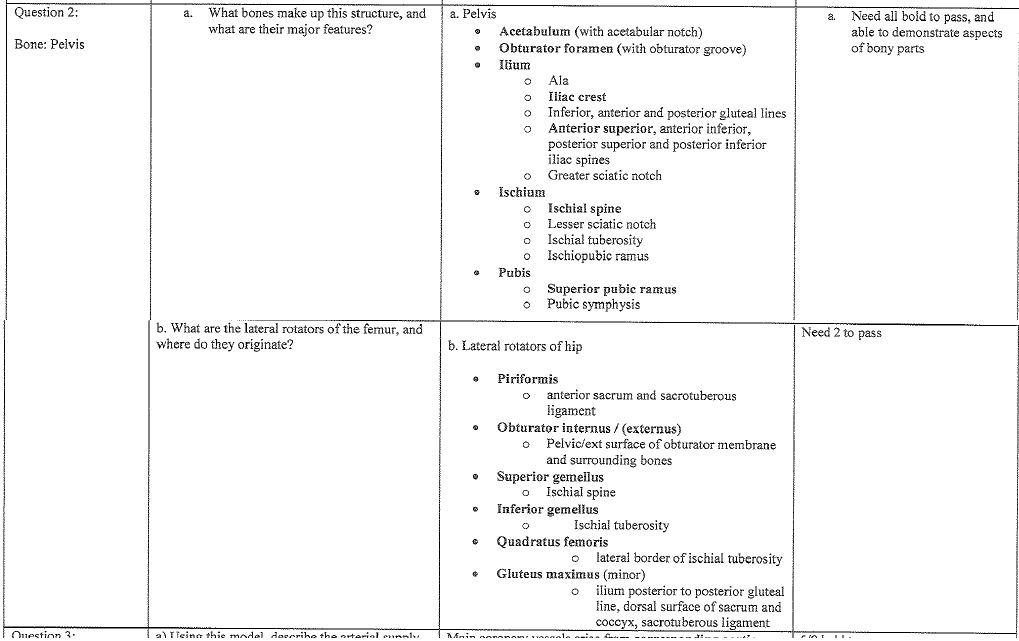 Question 2:
Bone: Pelvis
a. What bones make up this structure, and
what are their major features?
a. Pelvis
• Acetabulum (with acetabular notch)
• Obturator foramen (with obturator groove)
• Ilium
o Ala
o Iliac crest
o Inferior, anterior and posterior gluteal lines
o Anterior superior, anterior inferior,
posterior superior and posterior inferior
iliac spines
o Greater sciatic notch
• Ischium
o Ischial spine
o Lesser sciatic notch
o Ischial tuberosity
o Ischiopubic ramus
• Pubis
o Superior pubic ramus
o Pubic symphysis
a. Need all bold to pass, and
able to demonstrate aspects
of bony parts
b. What are the lateral rotators of the femur, and
where do they originate?
b. Lateral rotators of hip
• Piriformis
o anterior sacrum and sacrotuberous
ligament
• Obturator internus / (externus)
o Pelvic/ext surface of obturator membrane
and surrounding bones
• Superior gemellus
o Ischial spine
• Inferior gemellus
o Ischial tuberosity
• Quadratus femoris
o lateral border of ischial tuberosity
• Gluteus maximus (minor)
o ilium posterior to posterior gluteal
line, dorsal surface of sacrum and
coccyx, sacrotuberous ligament
Need 2 to pass
Question 3:
a) Using this model, describe the arterial supply
Main coronary vessels arise from corresponding aortic